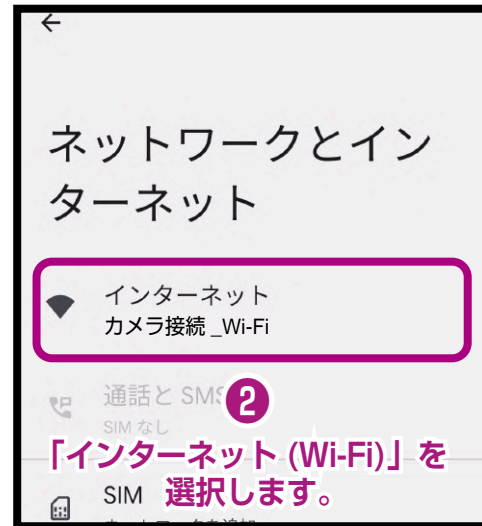 ←
ネットワークとイン
ターネット
インターネット
カメラ接続 _Wi-Fi
通話と SMS
SIM なし
❷
「インターネット (Wi-Fi)」を
選択します。
SIM